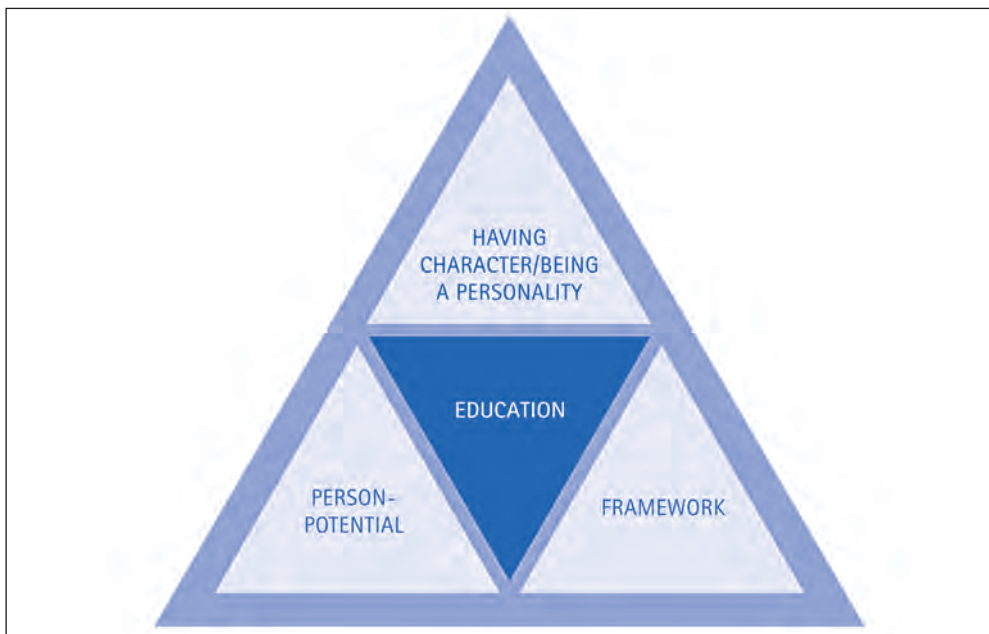 HAVING
CHARACTER/BEING
A PERSONALITY
EDUCATION
PERSON-
POTENTIAL
FRAMEWORK